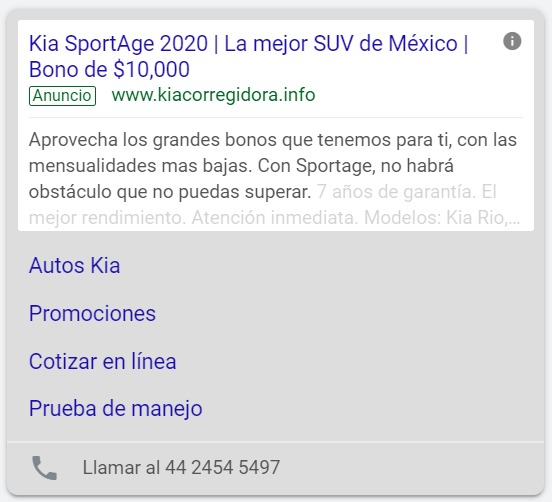 Kia SportAge 2020 | La mejor SUV de México |
Bono de $10,000
Anuncio www.kiacorregidora.info
Aprovecha los grandes bonos que tenemos para ti, con las
mensualidades mas bajas. Con Sportage, no habrá
obstáculo que no puedas superar. 7 años de garantía. El
mejor rendimiento. Atención inmediata. Modelos: Kia Rio,...
Autos Kia
Promociones
Cotizar en línea
Prueba de manejo
Llamar al 44 2454 5497